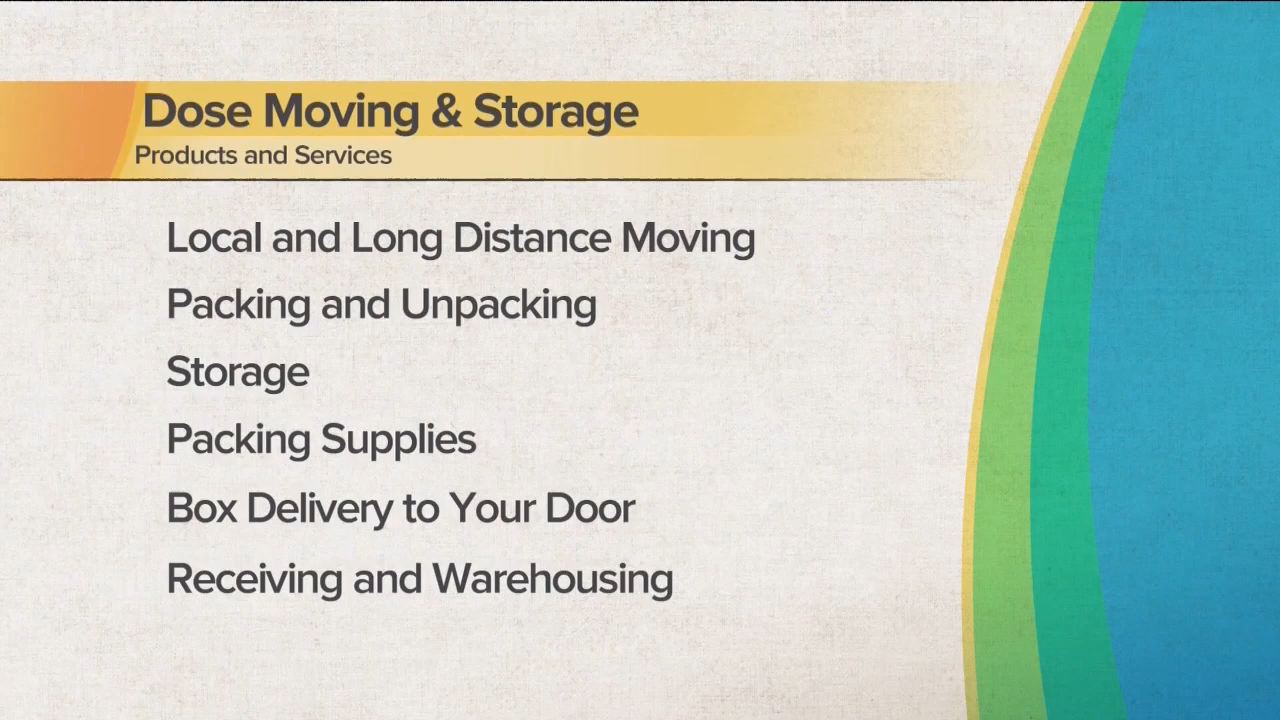 Dose Moving & Storage
Products and Services
Local and Long Distance Moving
Packing and Unpacking
Storage
Packing Supplies
Box Delivery to Your Door
Receiving and Warehousing